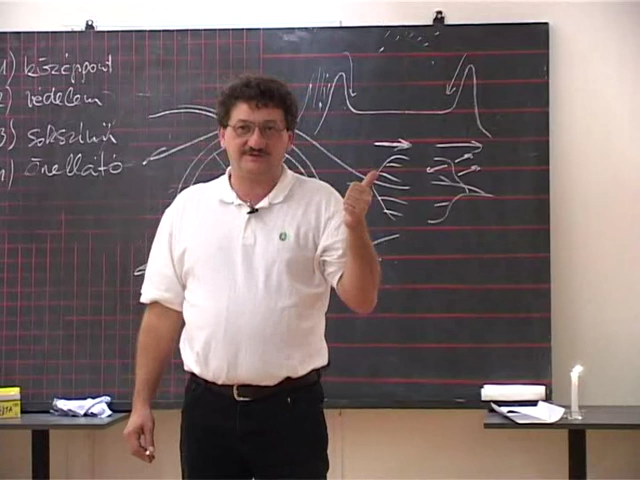 1) középpont
2) védelem
3) sokszínű
4) önellátó